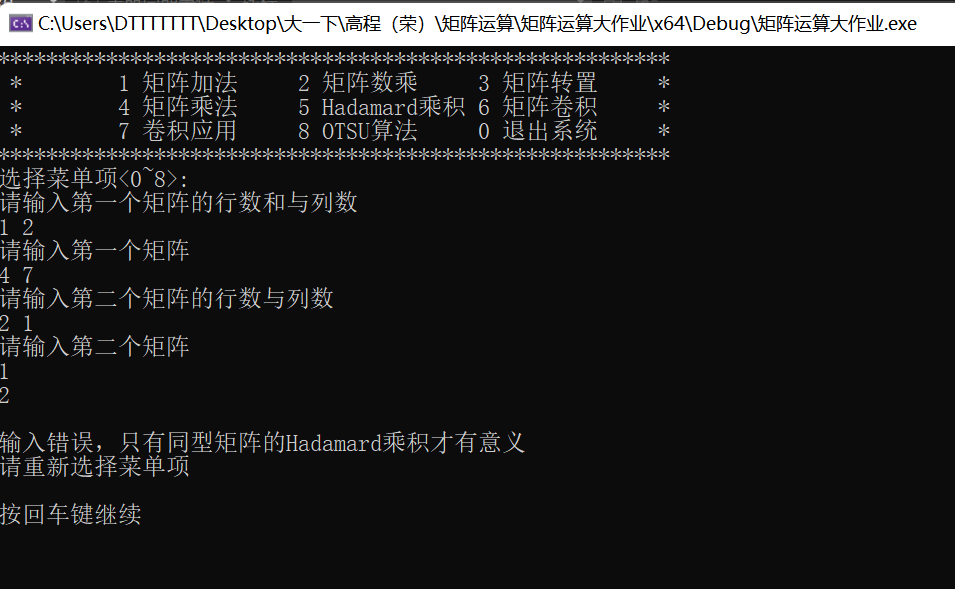 C:\Users\DTTTTTTT\Desktop\大一下\高程（荣）\矩阵运算\矩阵运算大作业\x64\Debug\矩阵运算大作业.exe
********************************************************
* 1 矩阵加法 2 矩阵数乘 3 矩阵转置 *
* 4 矩阵乘法 5 Hadamard乘积 6 矩阵卷积 *
* 7 卷积应用 8 OTSU算法 0 退出系统 *
********************************************************
选择菜单项<0~8>:
请输入第一个矩阵的行数和与列数
1 2
请输入第一个矩阵
4 7
请输入第二个矩阵的行数与列数
2 1
请输入第二个矩阵
1
2
输入错误，只有同型矩阵的Hadamard乘积才有意义
请重新选择菜单项
按回车键继续